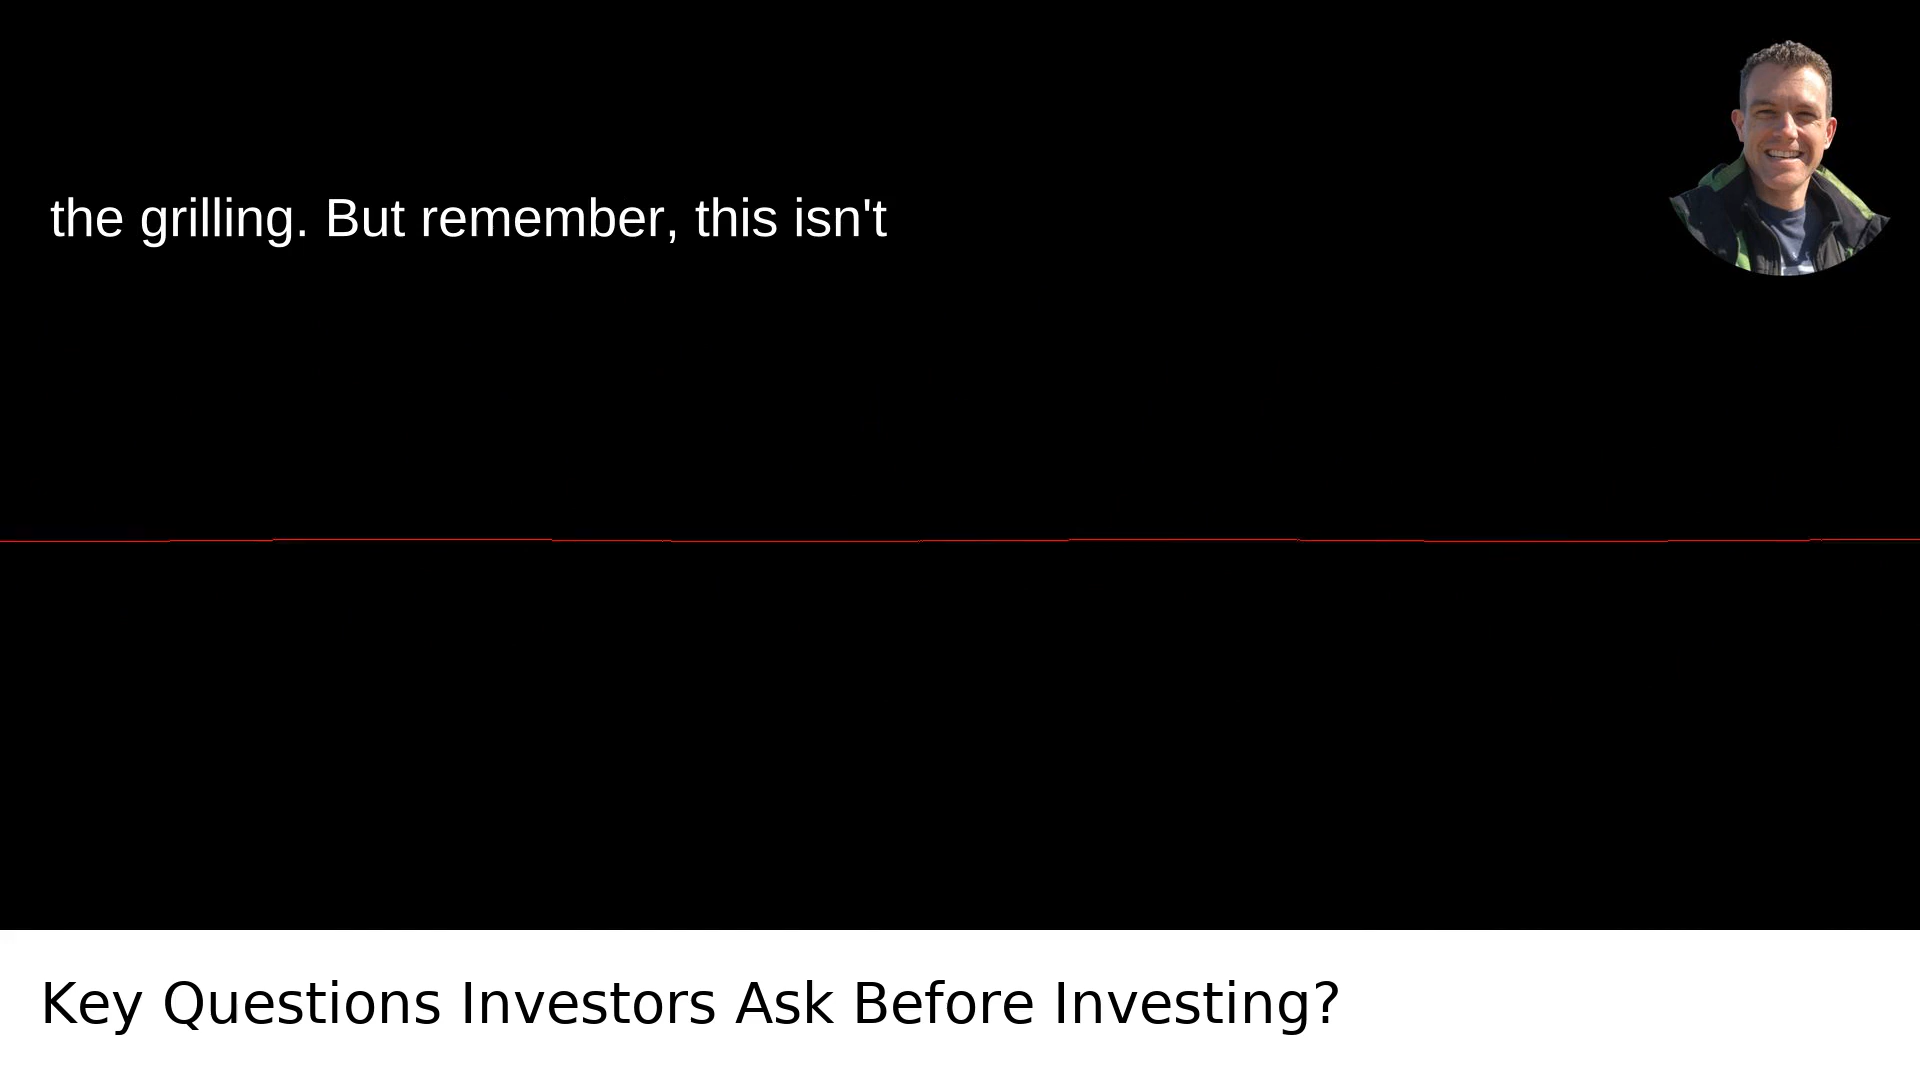 the grilling. But remember, this isn't
Key Questions Investors Ask Before Investing?